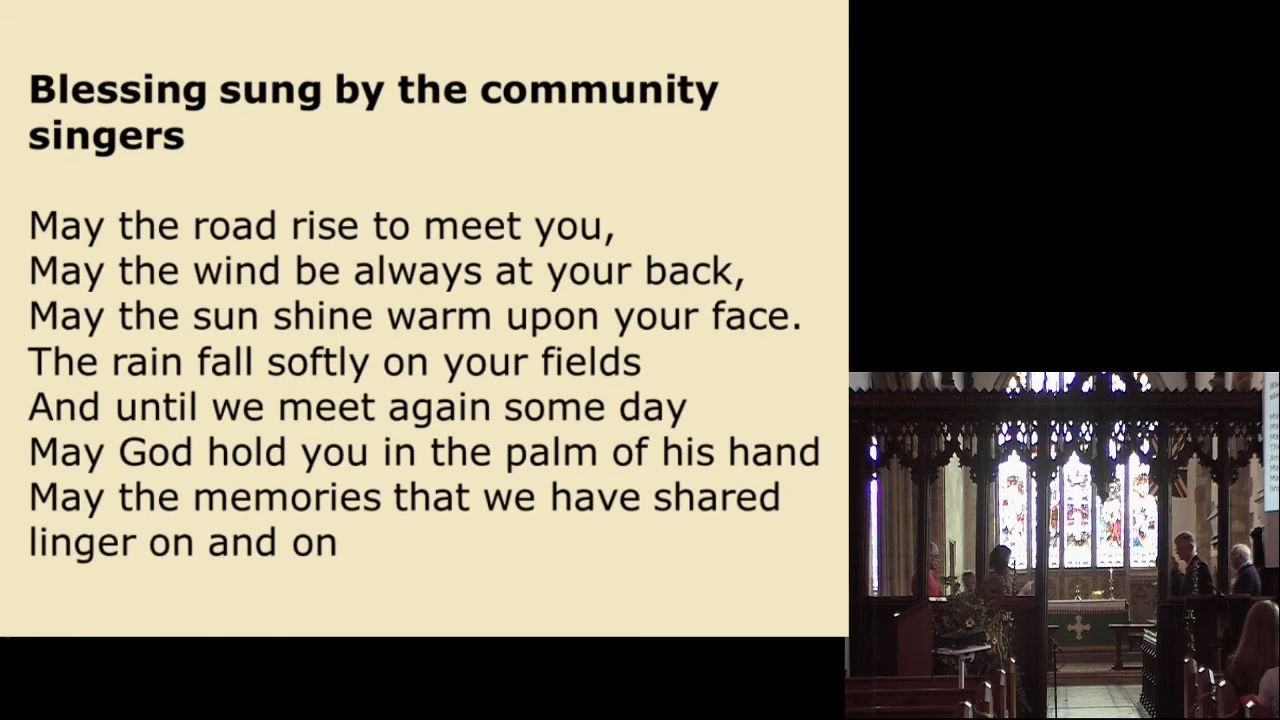 Blessing sung by the community
singers
May the road rise to meet you,
May the wind be always at your back,
May the sun shine warm upon your face.
The rain fall softly on your fields
And until we meet again some day
May God hold you in the palm of his hand
May the memories that we have shared
linger on and on